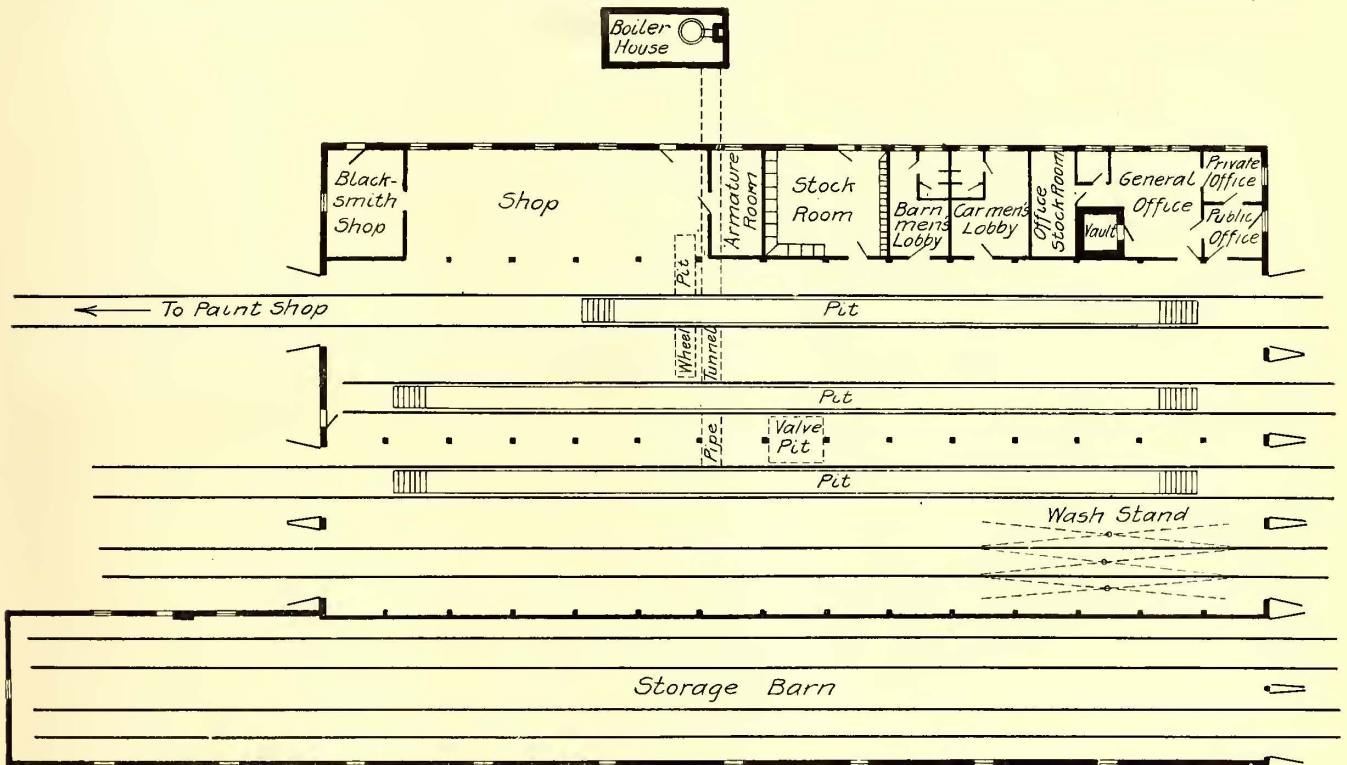 Boiler
House
Black-
smith
Shop
Shop
Armature
Room
Stock
Room
Barn
men's
Lobby
Carmen's
Lobby
Office
Stock Room
Vault
General
Office
Private
Office
Public
Office
To Paint Shop
Wheel Pit
Pit
Pipe Tunnel
Pit
Valve
Pit
Pit
Wash Stand
Storage Barn